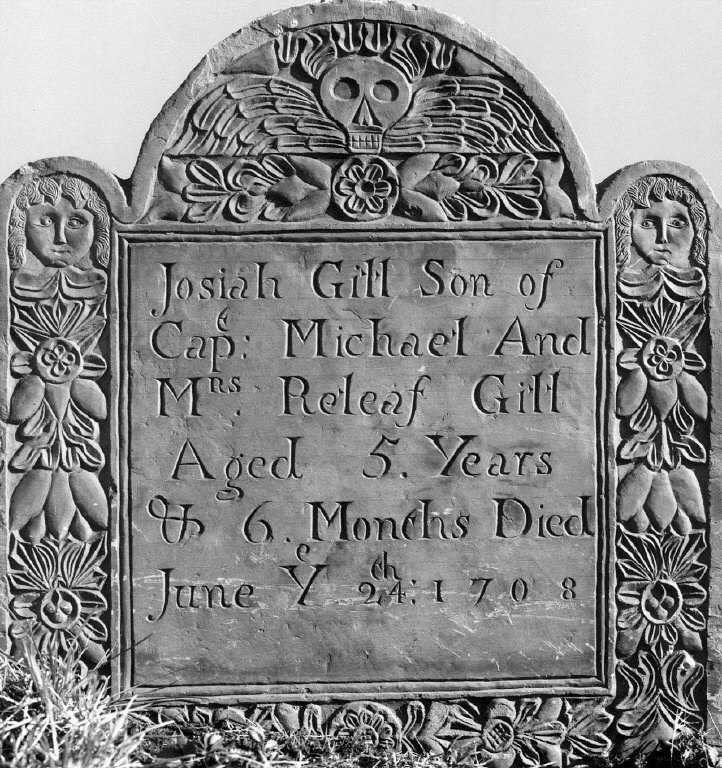 Josiah Gill Son of
Capᵉ: Michael And
Mʳˢ. Releaf Gill
Aged 5. Years
& 6. Months Died
June Yᵉ 24ᵗʰ: 1708